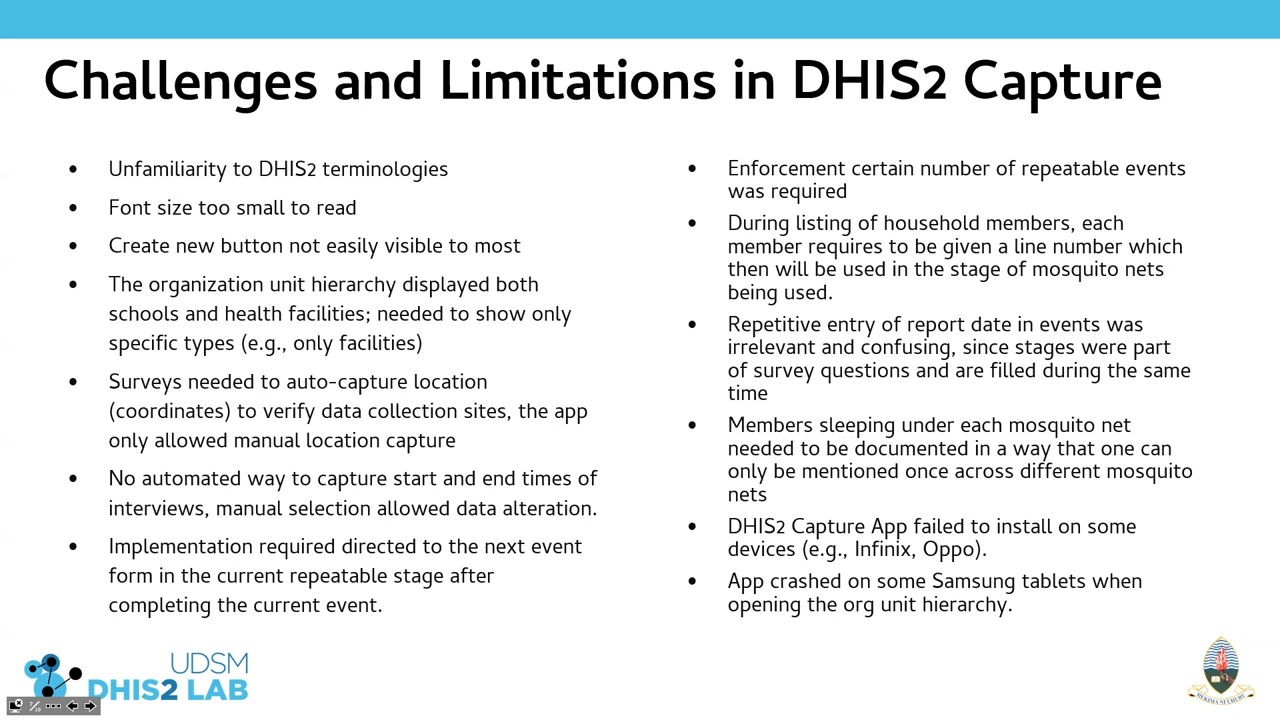 Challenges and Limitations in DHIS2 Capture
• Unfamiliarity to DHIS2 terminologies
• Font size too small to read
• Create new button not easily visible to most
• The organization unit hierarchy displayed both
schools and health facilities; needed to show only
specific types (e.g., only facilities)
• Surveys needed to auto-capture location
(coordinates) to verify data collection sites, the app
only allowed manual location capture
• No automated way to capture start and end times of
interviews, manual selection allowed data alteration.
• Implementation required directed to the next event
form in the current repeatable stage after
completing the current event.
• Enforcement certain number of repeatable events
was required
• During listing of household members, each
member requires to be given a line number which
then will be used in the stage of mosquito nets
being used.
• Repetitive entry of report date in events was
irrelevant and confusing, since stages were part
of survey questions and are filled during the same
time
• Members sleeping under each mosquito net
needed to be documented in a way that one can
only be mentioned once across different mosquito
nets
• DHIS2 Capture App failed to install on some
devices (e.g., Infinix, Oppo).
• App crashed on some Samsung tablets when
opening the org unit hierarchy.
UDSM
DHIS2 LAB
HEKIMA NI UHURU